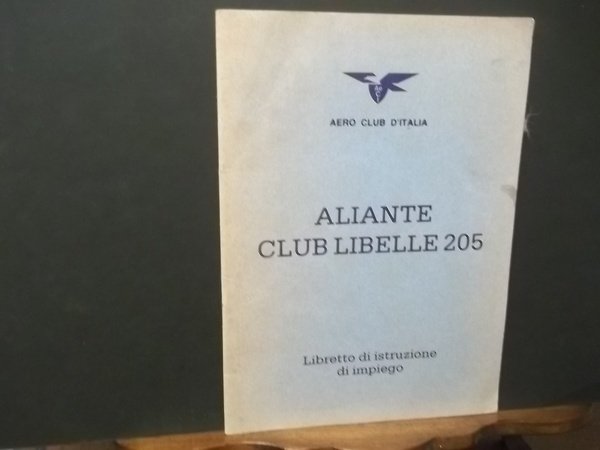 AERO CLUB D'ITALIA
ALIANTE
CLUB LIBELLE 205
Libretto di istruzione
di impiego